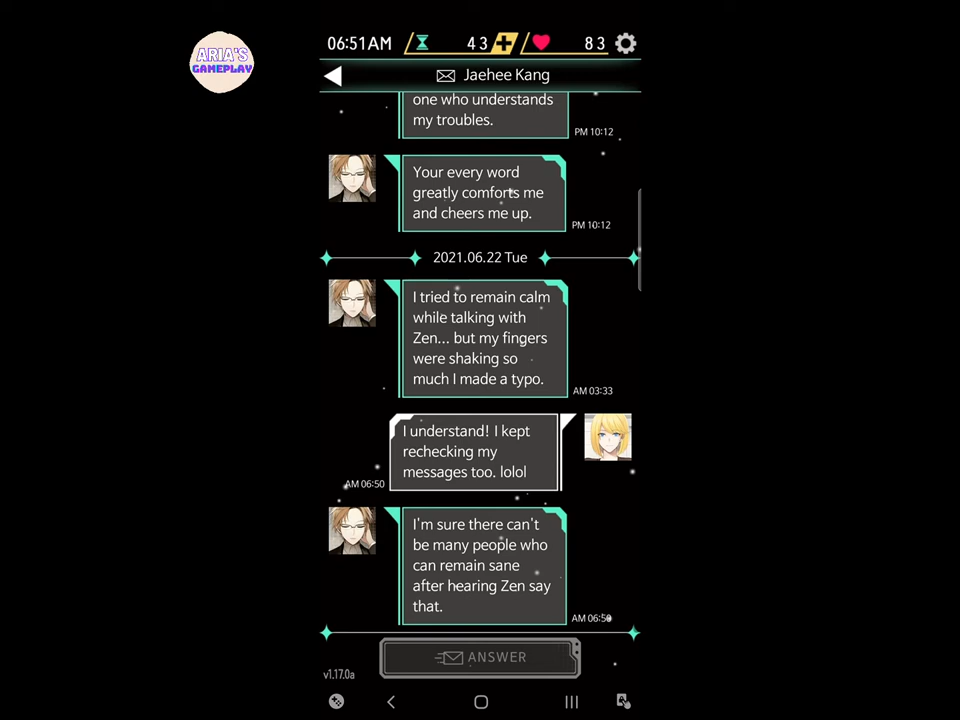 ARIA'S
GAMEPLAY
06:51AM
43
83
Jaehee Kang
one who understands
my troubles.
PM 10:12
Your every word
greatly comforts me
and cheers me up.
PM 10:12
2021.06.22 Tue
I tried to remain calm
while talking with
Zen... but my fingers
were shaking so
much I made a typo.
AM 03:33
I understand! I kept
rechecking my
messages too. lolol
AM 06:50
I'm sure there can't
be many people who
can remain sane
after hearing Zen say
that.
AM 06:50
ANSWER
v1.17.0a